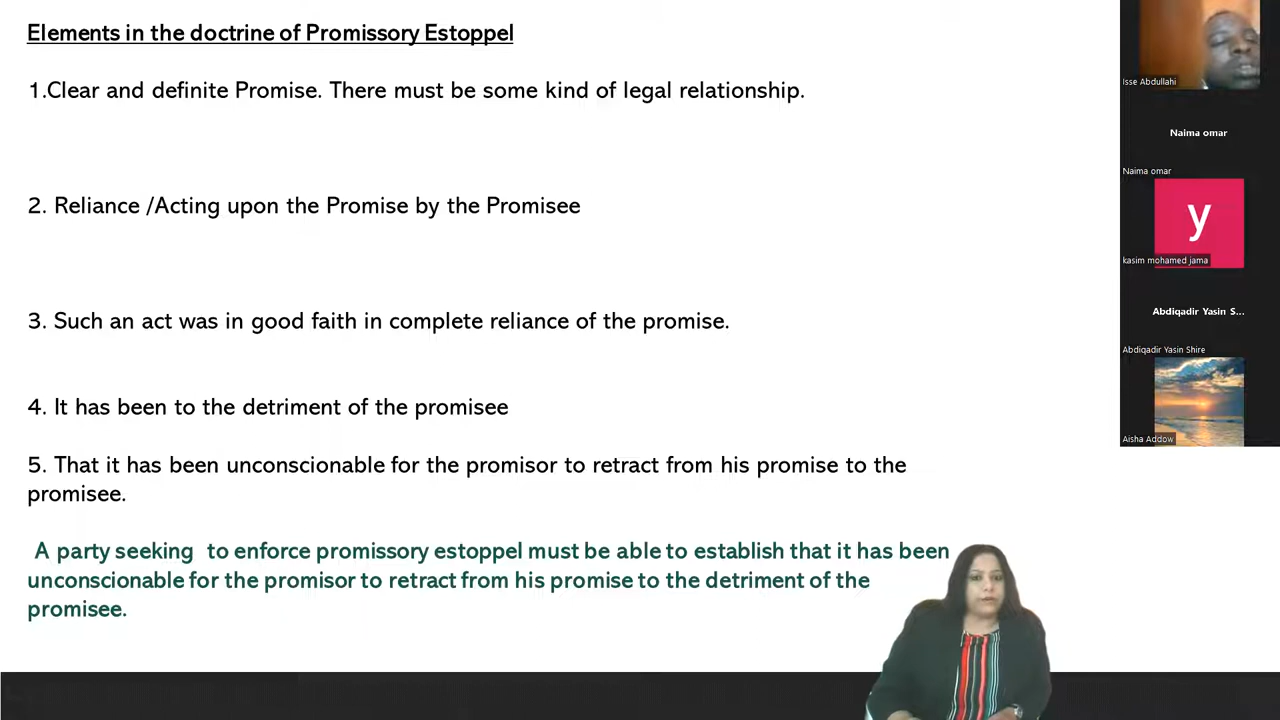 Elements in the doctrine of Promissory Estoppel
1.Clear and definite Promise. There must be some kind of legal relationship.
2. Reliance /Acting upon the Promise by the Promisee
3. Such an act was in good faith in complete reliance of the promise.
4. It has been to the detriment of the promisee
5. That it has been unconscionable for the promisor to retract from his promise to the
promisee.
A party seeking to enforce promissory estoppel must be able to establish that it has been
unconscionable for the promisor to retract from his promise to the detriment of the
promisee.
Isse Abdullahi
Naima omar
Naima omar
y
kasim mohamed jama
Abdiqadir Yasin S...
Abdiqadir Yasin Shire
Aisha Addow